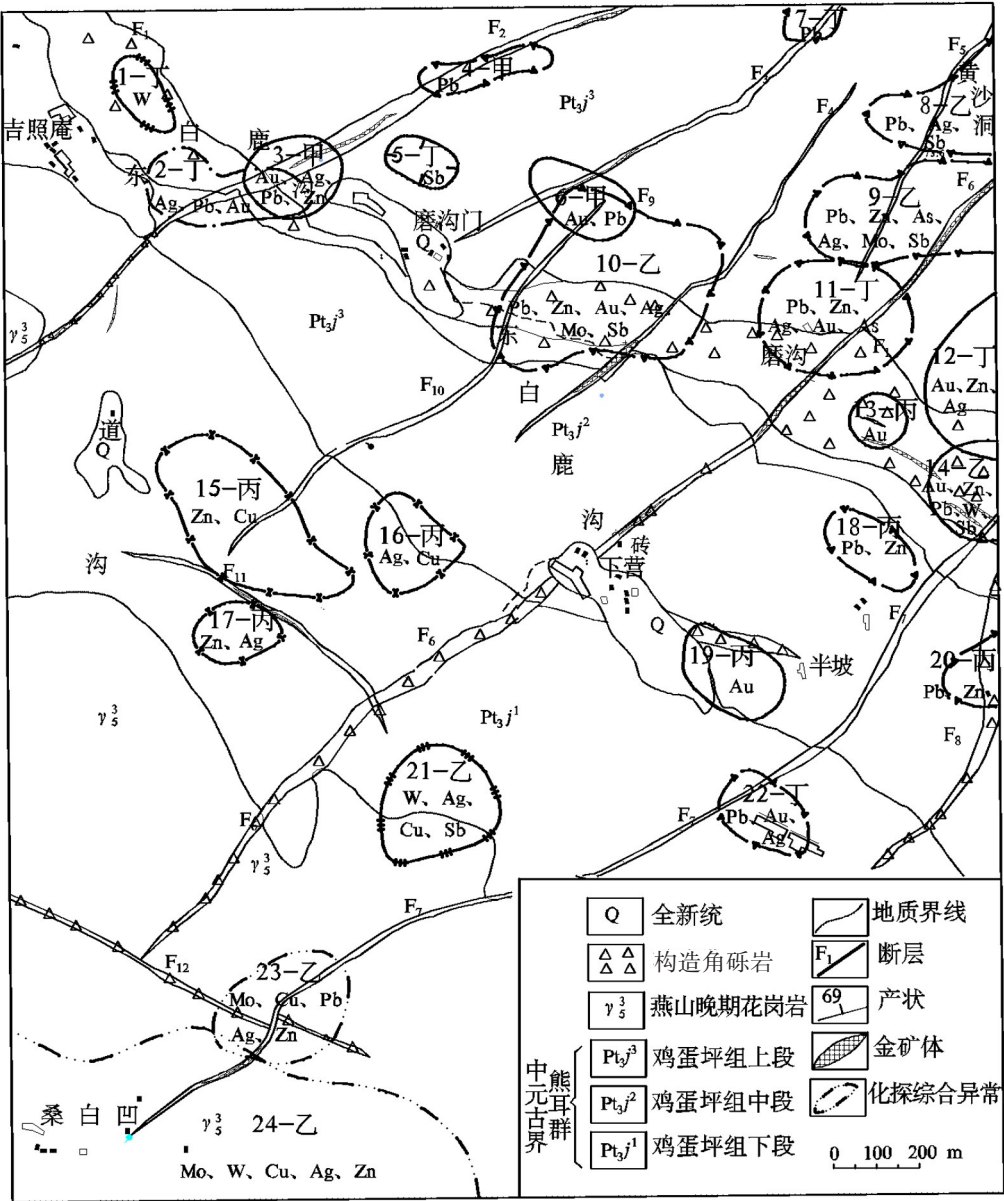 F₁
F₂
7-丁
Pb
F₅
1-丁
W
4-甲
Pb
F₃
黄
沙
洞
Pt₃j³
F₄
8-乙
Pb、Ag、
Sb
吉照庵
白
鹿
2-丁
东
Ag、Pb、Au
3-甲
Au、Ag、
沟
Pb、Zn
5-丁
Sb
F₆
6-甲
Au、Pb
F₉
9-乙
Pb、Zn、As、
Ag、Mo、Sb
磨沟门
Q
10-乙
Pb、Zn、Au、Ag、
Mo、Sb
11-丁
Pb、Zn、
Ag、Au、As
γ₅³
Pt₃j³
东
磨沟
F₁
12-丁
Au、Zn、
Ag
F₁₀
白
13-丙
Au
道
Q
Pt₃j²
鹿
14-乙
Au、Zn、
Pb、W、
Sb
15-丙
Zn、Cu
16-丙
Ag、Cu
沟
砖
下营
18-丙
Pb、Zn
沟
F₁₁
17-丙
Zn、Ag
F₆
Q
F₇
19-丙
Au
半坡
20-丙
Pb、Zn
γ₅³
Pt₃j¹
F₈
21-乙
W、Ag、
Cu、Sb
22-丁
Pb、Au、
Ag
F₇
F₆
γ₅³
F₇
F₁₂
23-乙
Mo、Cu、Pb
Ag、Zn
桑白凹
γ₅³
24-乙
Mo、W、Cu、Ag、Zn
Q 全新统
构造角砾岩
γ₅³ 燕山晚期花岗岩
中元古界
熊耳群
Pt₃j³ 鸡蛋坪组上段
Pt₃j² 鸡蛋坪组中段
Pt₃j¹ 鸡蛋坪组下段
地质界线
F₁ 断层
69 产状
金矿体
化探综合异常
0 100 200 m